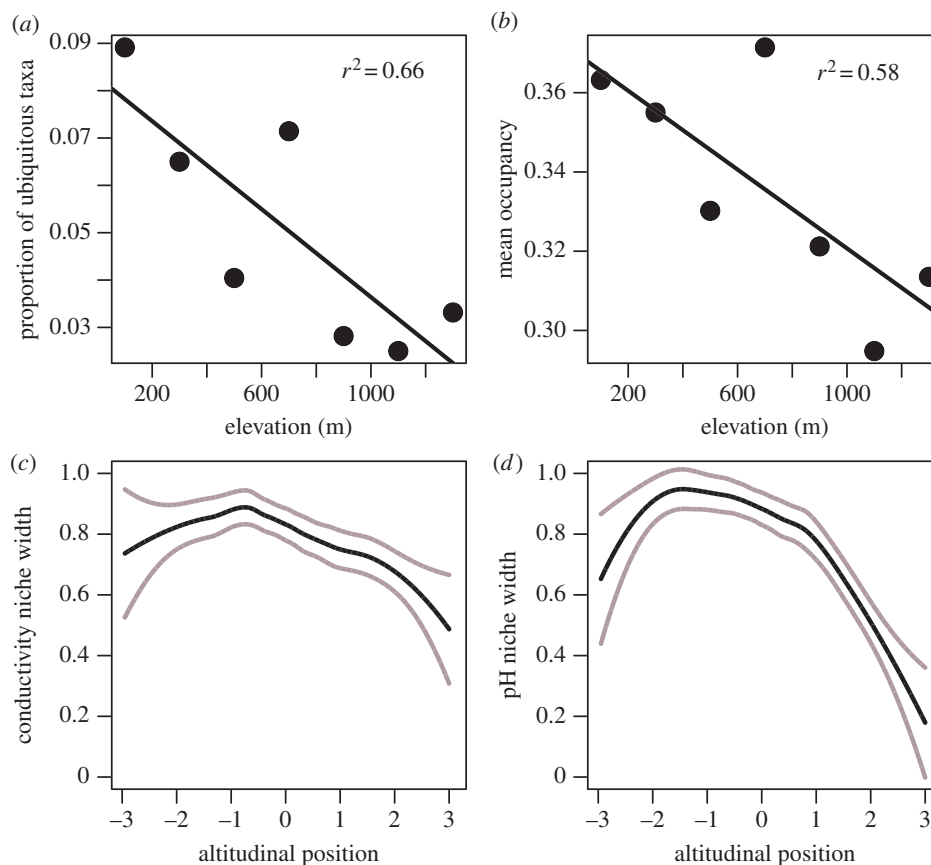 (a)
0.09
0.07
0.05
0.03
proportion of ubiquitous taxa
r² = 0.66
200 600 1000
elevation (m)
(b)
0.36
0.34
0.32
0.30
mean occupancy
r² = 0.58
200 600 1000
elevation (m)
(c)
1.0
0.8
0.6
0.4
0.2
0
conductivity niche width
–3 –2 –1 0 1 2 3
altitudinal position
(d)
1.0
0.8
0.6
0.4
0.2
0
pH niche width
–3 –2 –1 0 1 2 3
altitudinal position